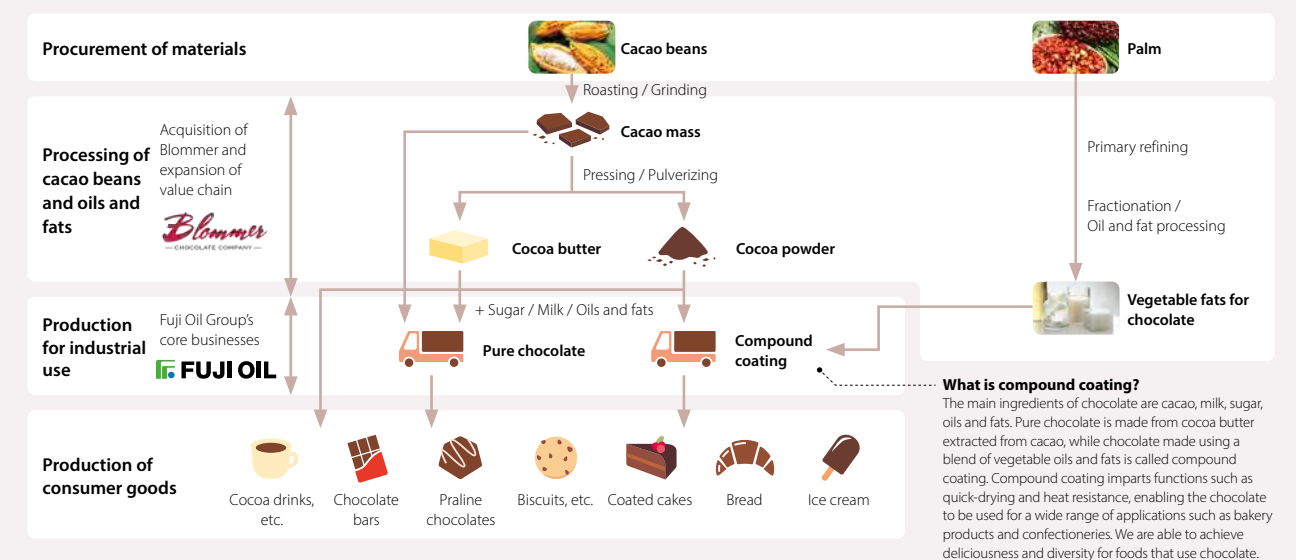 Procurement of materials
Cacao beans
Palm
Roasting / Grinding
Cacao mass
Processing of
cacao beans
and oils and
fats
Acquisition of
Blommer and
expansion of
value chain
Blommer
CHOCOLATE COMPANY
Pressing / Pulverizing
Primary refining
Fractionation /
Oil and fat processing
Cocoa butter
Cocoa powder
Vegetable fats for
chocolate
Production
for industrial
use
Fuji Oil Group's
core businesses
FUJI OIL
+ Sugar / Milk / Oils and fats
Pure chocolate
Compound
coating
What is compound coating?
The main ingredients of chocolate are cacao, milk, sugar,
oils and fats. Pure chocolate is made from cocoa butter
extracted from cacao, while chocolate made using a
blend of vegetable oils and fats is called compound
coating. Compound coating imparts functions such as
quick-drying and heat resistance, enabling the chocolate
to be used for a wide range of applications such as bakery
products and confectioneries. We are able to achieve
deliciousness and diversity for foods that use chocolate.
Production of
consumer goods
Cocoa drinks,
etc.
Chocolate
bars
Praline
chocolates
Biscuits, etc.
Coated cakes
Bread
Ice cream